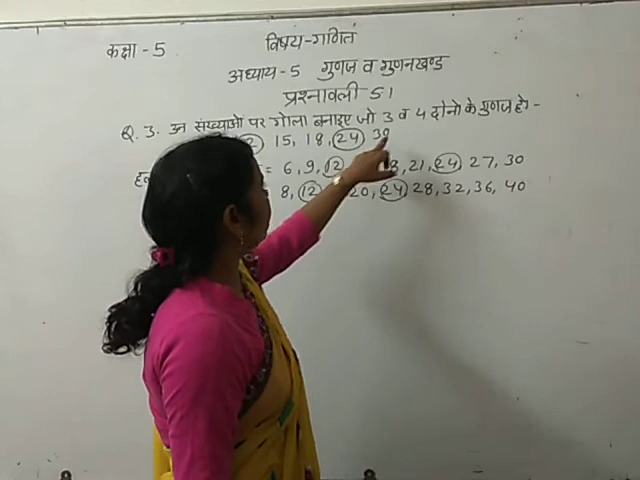 कक्षा - 5
विषय-गणित
अध्याय-5 गुणज व गुणनखण्ड
प्रश्नावली 5.1
Q. 3. उन संख्याओं पर गोला बनाइए जो 3 व 4 दोनों के गुणज हो -
15, 18, 24 30
= 6, 9, 12 21, 24 27, 30
8, 12 20, 24 28, 32, 36, 40